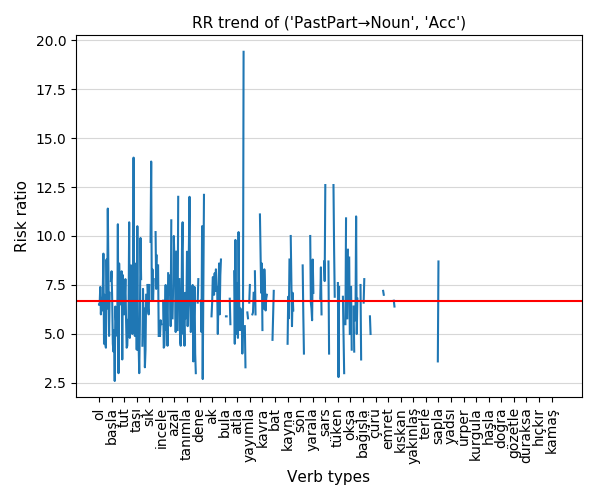 RR trend of ('PastPart→Noun', 'Acc')
20.0
17.5
15.0
12.5
10.0
7.5
5.0
2.5
Risk ratio
ol
başla
tut
taşı
sık
incele
azal
tanımla
dene
ak
bula
atla
yayımla
kavra
bat
kayna
son
yarala
sars
tüken
okşa
bağışla
çürü
emret
kıskan
yakınlaş
terle
sapla
yadsı
ürper
kurgula
haşla
doğra
gözetle
duraksa
hıçkır
kamaş
Verb types